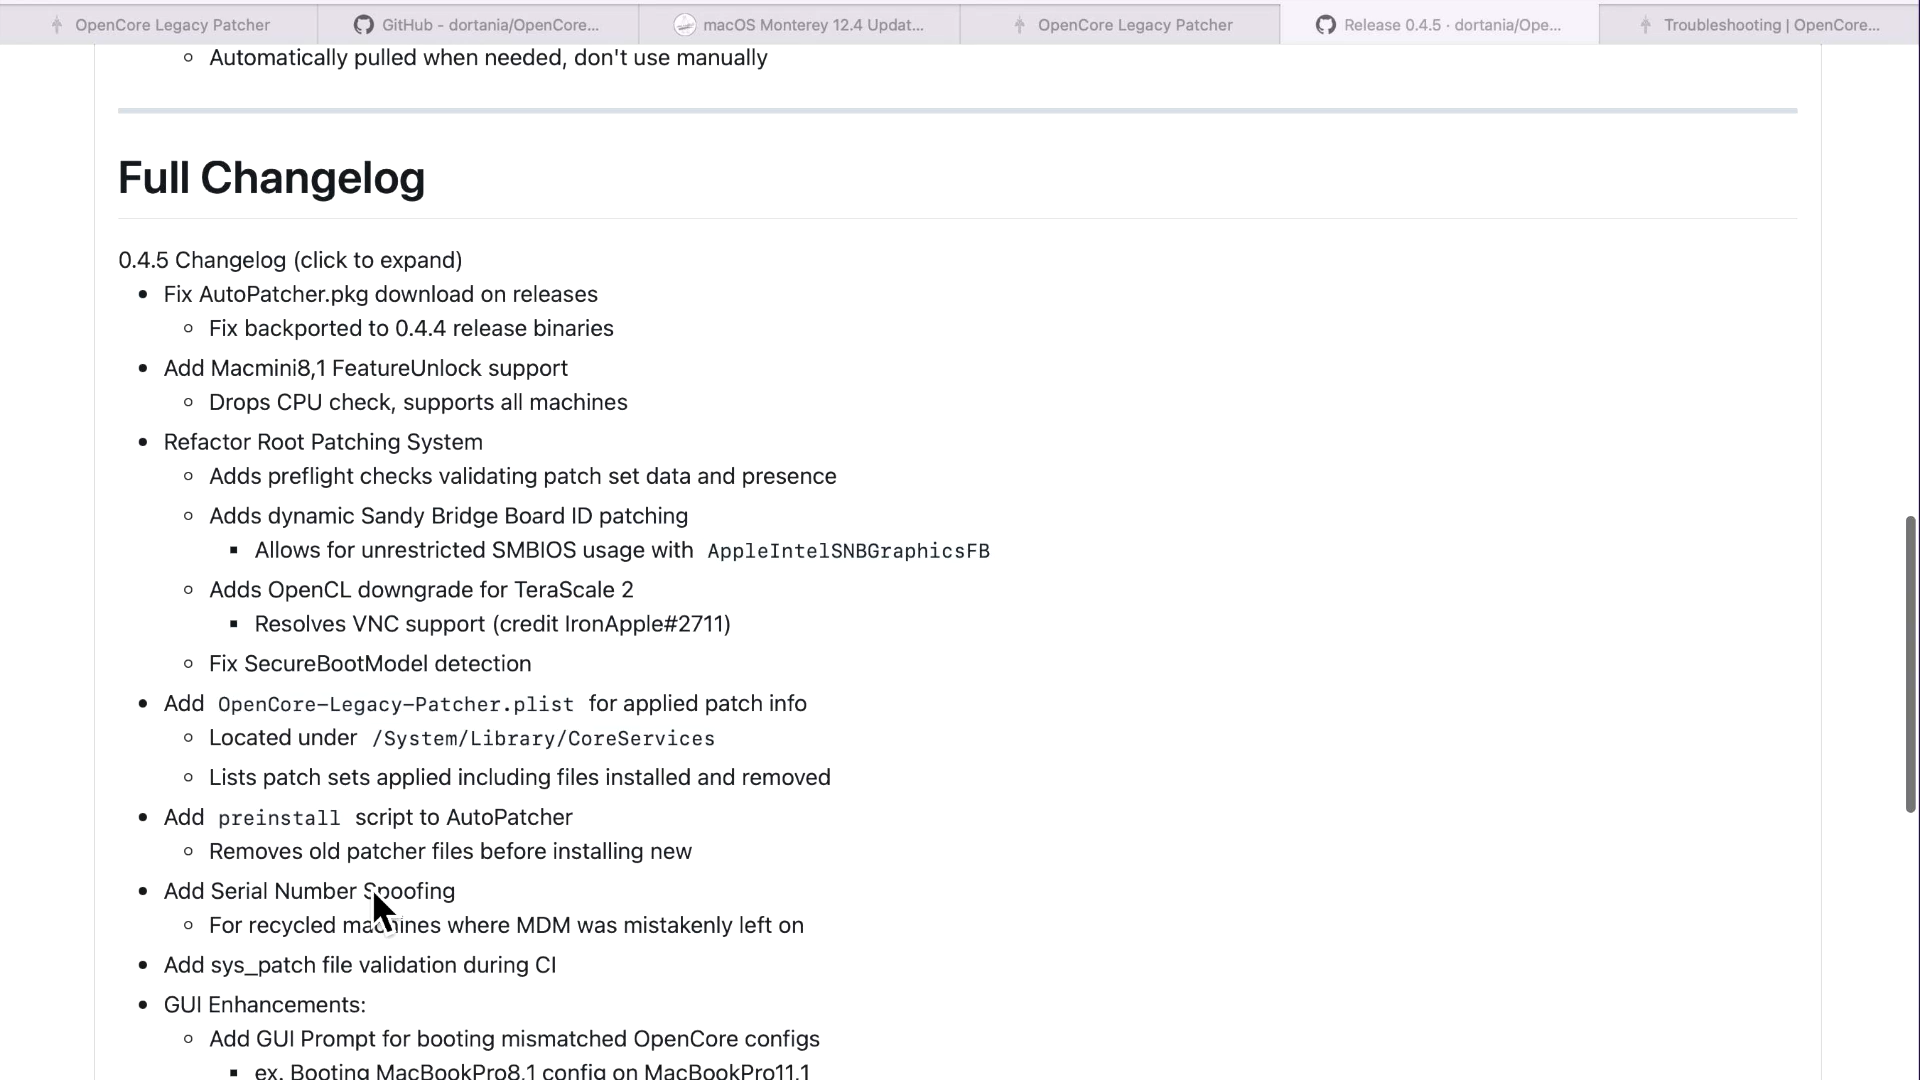 OpenCore Legacy Patcher
GitHub - dortania/OpenCore...
macOS Monterey 12.4 Updat...
OpenCore Legacy Patcher
Release 0.4.5 · dortania/Ope...
Troubleshooting | OpenCore...
Automatically pulled when needed, don't use manually
Full Changelog
0.4.5 Changelog (click to expand)
Fix AutoPatcher.pkg download on releases
Fix backported to 0.4.4 release binaries
Add Macmini8,1 FeatureUnlock support
Drops CPU check, supports all machines
Refactor Root Patching System
Adds preflight checks validating patch set data and presence
Adds dynamic Sandy Bridge Board ID patching
Allows for unrestricted SMBIOS usage with AppleIntelSNBGraphicsFB
Adds OpenCL downgrade for TeraScale 2
Resolves VNC support (credit IronApple#2711)
Fix SecureBootModel detection
Add OpenCore-Legacy-Patcher.plist for applied patch info
Located under /System/Library/CoreServices
Lists patch sets applied including files installed and removed
Add preinstall script to AutoPatcher
Removes old patcher files before installing new
Add Serial Number Spoofing
For recycled machines where MDM was mistakenly left on
Add sys_patch file validation during CI
GUI Enhancements:
Add GUI Prompt for booting mismatched OpenCore configs
ex. Booting MacBookPro8,1 config on MacBookPro11,1